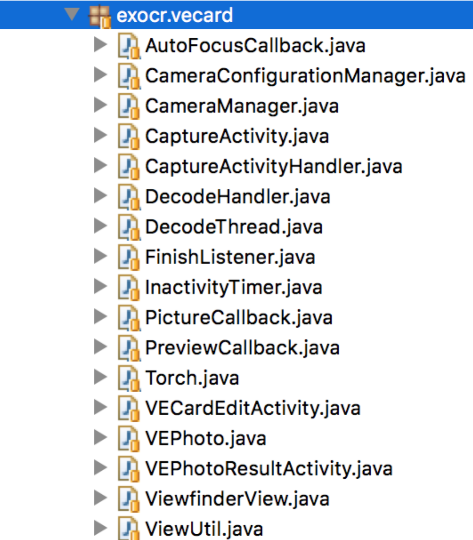 exocr.vecard
AutoFocusCallback.java
CameraConfigurationManager.java
CameraManager.java
CaptureActivity.java
CaptureActivityHandler.java
DecodeHandler.java
DecodeThread.java
FinishListener.java
InactivityTimer.java
PictureCallback.java
PreviewCallback.java
Torch.java
VECardEditActivity.java
VEPhoto.java
VEPhotoResultActivity.java
ViewfinderView.java
ViewUtil.java